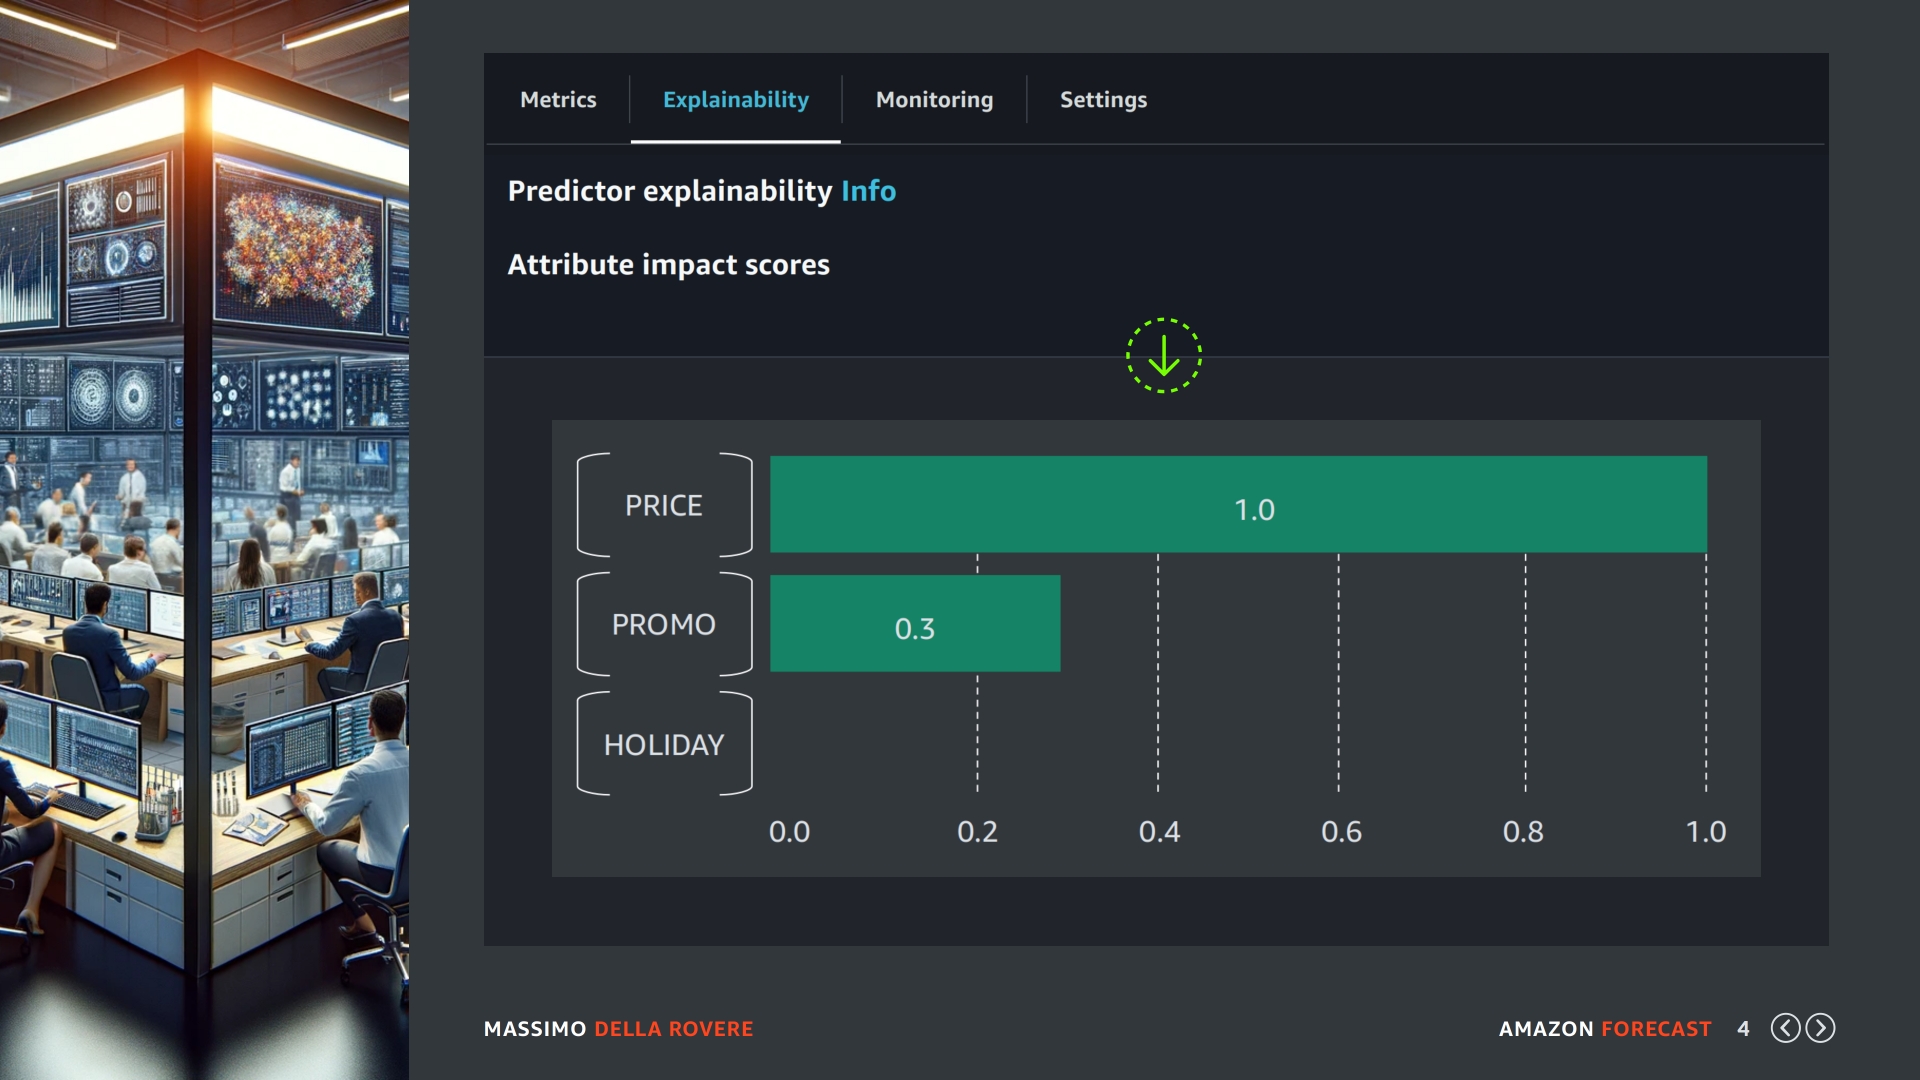 Metrics Explainability Monitoring Settings
Predictor explainability Info
Attribute impact scores
PRICE 1.0
PROMO 0.3
HOLIDAY
0.0 0.2 0.4 0.6 0.8 1.0
MASSIMO DELLA ROVERE AMAZON FORECAST 4